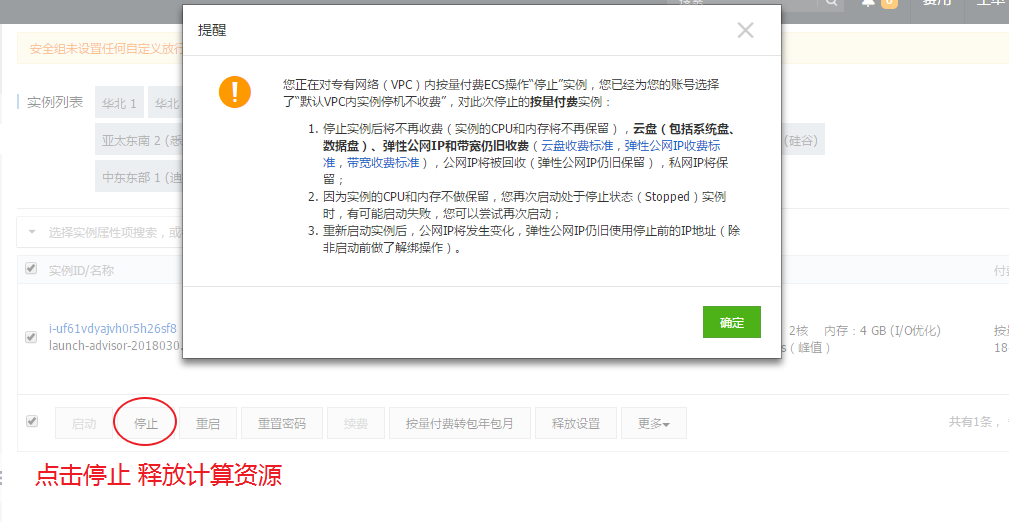 费用
工单
0
提醒
安全组未设置任何自定义放行
您正在对专有网络（VPC）内按量付费ECS操作“停止”实例，您已经为您的账号选择
了“默认VPC内实例停机不收费”，对此次停止的按量付费实例：
实例列表
华北 1
华北
亚太东南 2 (悉
(硅谷)
中东东部 1 (迪
1. 停止实例后将不再收费（实例的CPU和内存将不再保留），云盘（包括系统盘、
数据盘）、弹性公网IP和带宽仍旧收费（云盘收费标准，弹性公网IP收费标
准，带宽收费标准），公网IP将被回收（弹性公网IP仍旧保留），私网IP将保
留；
2. 因为实例的CPU和内存不做保留，您再次启动处于停止状态（Stopped）实例
时，有可能启动失败，您可以尝试再次启动；
3. 重新启动实例后，公网IP将发生变化，弹性公网IP仍旧使用停止前的IP地址（除
非启动前做了解绑操作）。
选择实例属性项搜索，或
实例ID/名称
付费
确定
i-uf61vdyajvh0r5h26sf8
launch-advisor-2018030
2核 内存：4 GB (I/O优化)
s（峰值）
按量
18
启动
停止
重启
重置密码
续费
按量付费转包年包月
释放设置
更多
共有1条，
点击停止 释放计算资源